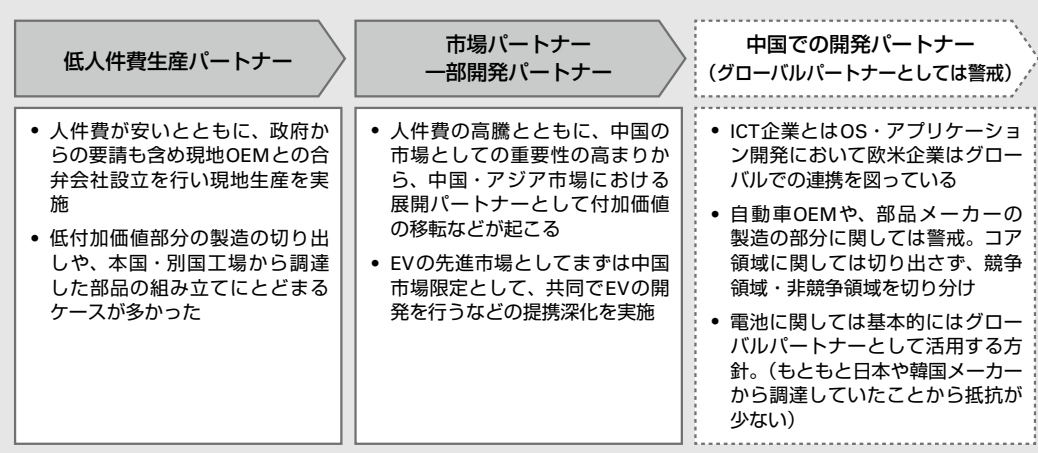 低人件費生産パートナー
市場パートナー
一部開発パートナー
中国での開発パートナー
（グローバルパートナーとしては警戒）
• 人件費が安いとともに、政府か
らの要請も含め現地OEMとの合
弁会社設立を行い現地生産を実
施
• 低付加価値部分の製造の切り出
しや、本国・別国工場から調達
した部品の組み立てにとどまる
ケースが多かった
• 人件費の高騰とともに、中国の
市場としての重要性の高まりか
ら、中国・アジア市場における
展開パートナーとして付加価値
の移転などが起こる
• EVの先進市場としてまずは中国
市場限定として、共同でEVの開
発を行うなどの提携深化を実施
• ICT企業とはOS・アプリケーショ
ン開発において欧米企業はグロー
バルでの連携を図っている
• 自動車OEMや、部品メーカーの
製造の部分に関しては警戒。コア
領域に関しては切り出さず、競争
領域・非競争領域を切り分け
• 電池に関しては基本的にはグロー
バルパートナーとして活用する方
針。（もともと日本や韓国メーカー
から調達していたことから抵抗が
少ない）